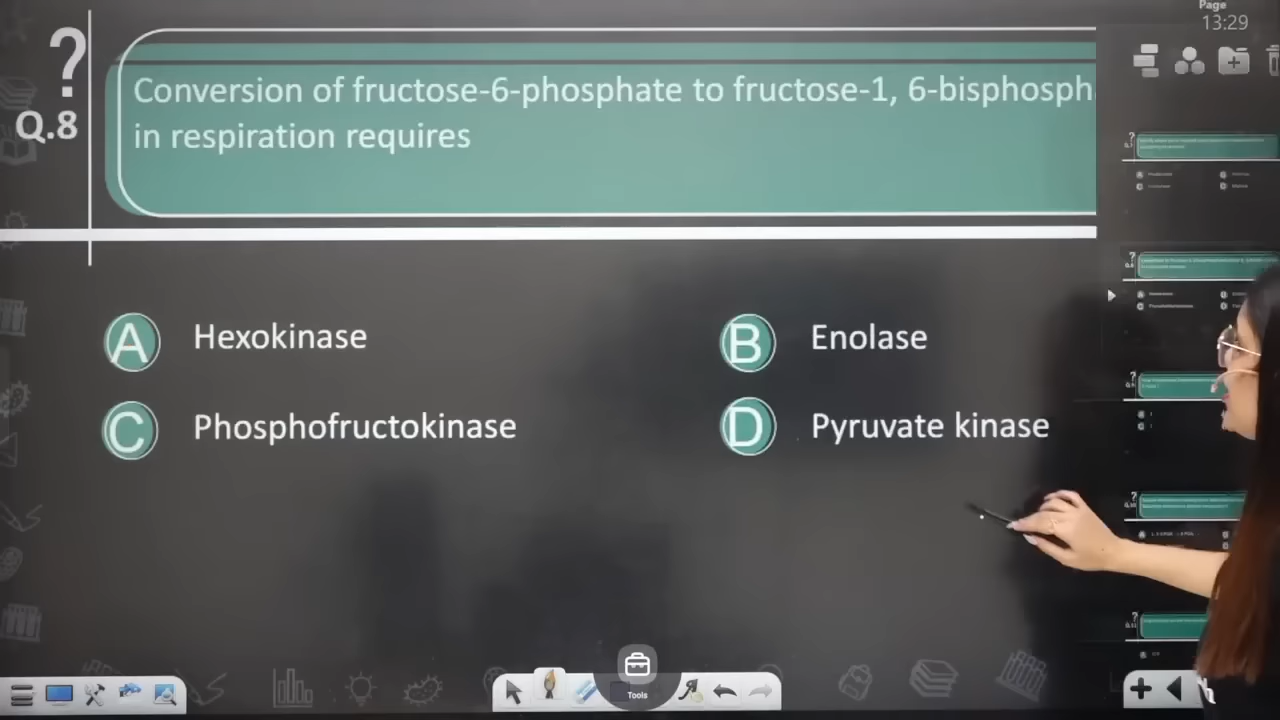 Page
13:29
?
Q.8
Conversion of fructose-6-phosphate to fructose-1, 6-bisphosph
in respiration requires
A Hexokinase
B Enolase
C Phosphofructokinase
D Pyruvate kinase
Tools